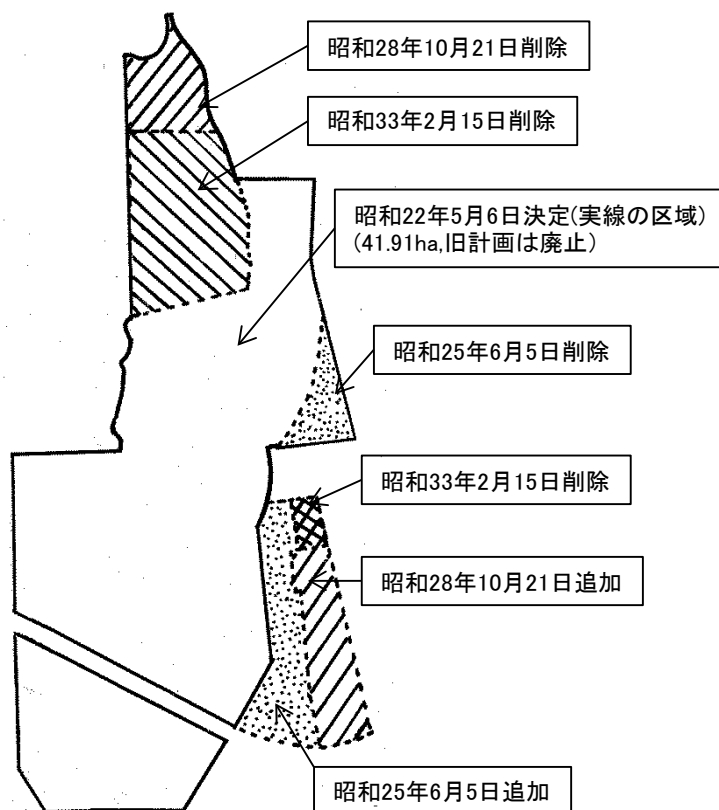 昭和28年10月21日削除
昭和33年2月15日削除
昭和22年5月6日決定(実線の区域)
(41.91ha,旧計画は廃止)
昭和25年6月5日削除
昭和33年2月15日削除
昭和28年10月21日追加
昭和25年6月5日追加